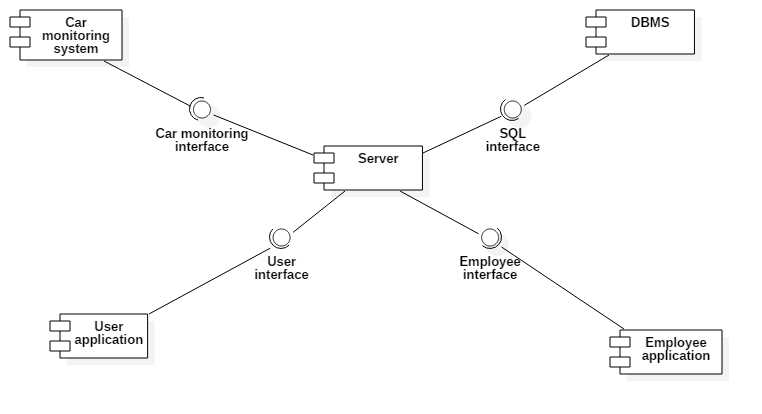 Car
monitoring
system
DBMS
Car monitoring
interface
SQL
interface
Server
User
interface
Employee
interface
User
application
Employee
application